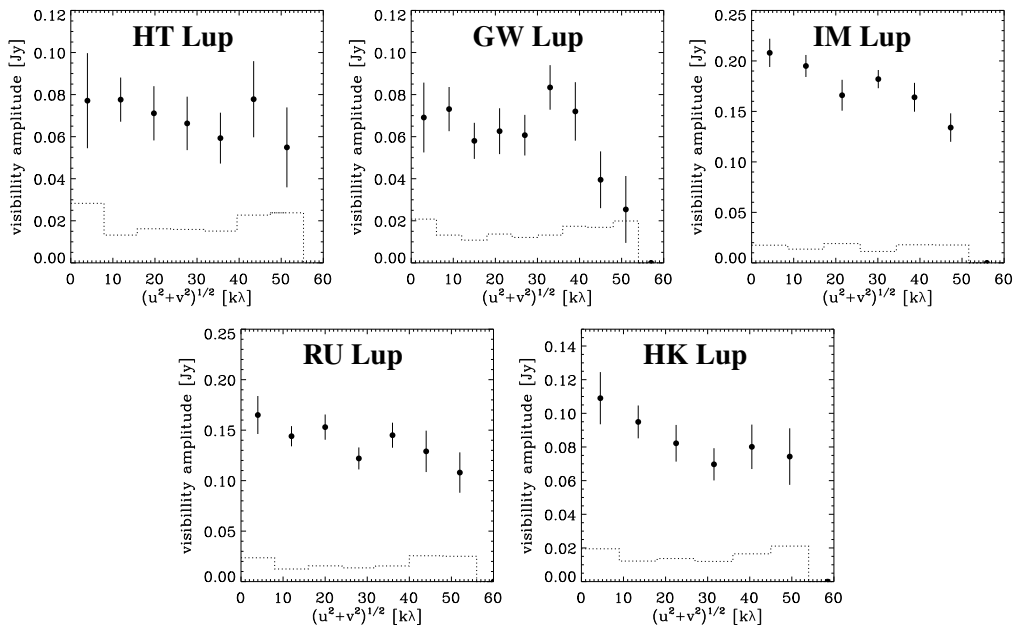 HT Lup
visibillity amplitude [Jy]
0.12
0.10
0.08
0.06
0.04
0.02
0.00
0 10 20 30 40 50 60
(u²+v²)^1/2 [kλ]
GW Lup
visibillity amplitude [Jy]
0.12
0.10
0.08
0.06
0.04
0.02
0.00
0 10 20 30 40 50 60
(u²+v²)^1/2 [kλ]
IM Lup
visibillity amplitude [Jy]
0.20
0.15
0.10
0.05
0.00
0 10 20 30 40 50 60
(u²+v²)^1/2 [kλ]
RU Lup
visibillity amplitude [Jy]
0.25
0.20
0.15
0.10
0.05
0.00
0 10 20 30 40 50 60
(u²+v²)^1/2 [kλ]
HK Lup
visibillity amplitude [Jy]
0.14
0.12
0.10
0.08
0.06
0.04
0.02
0.00
0 10 20 30 40 50 60
(u²+v²)^1/2 [kλ]